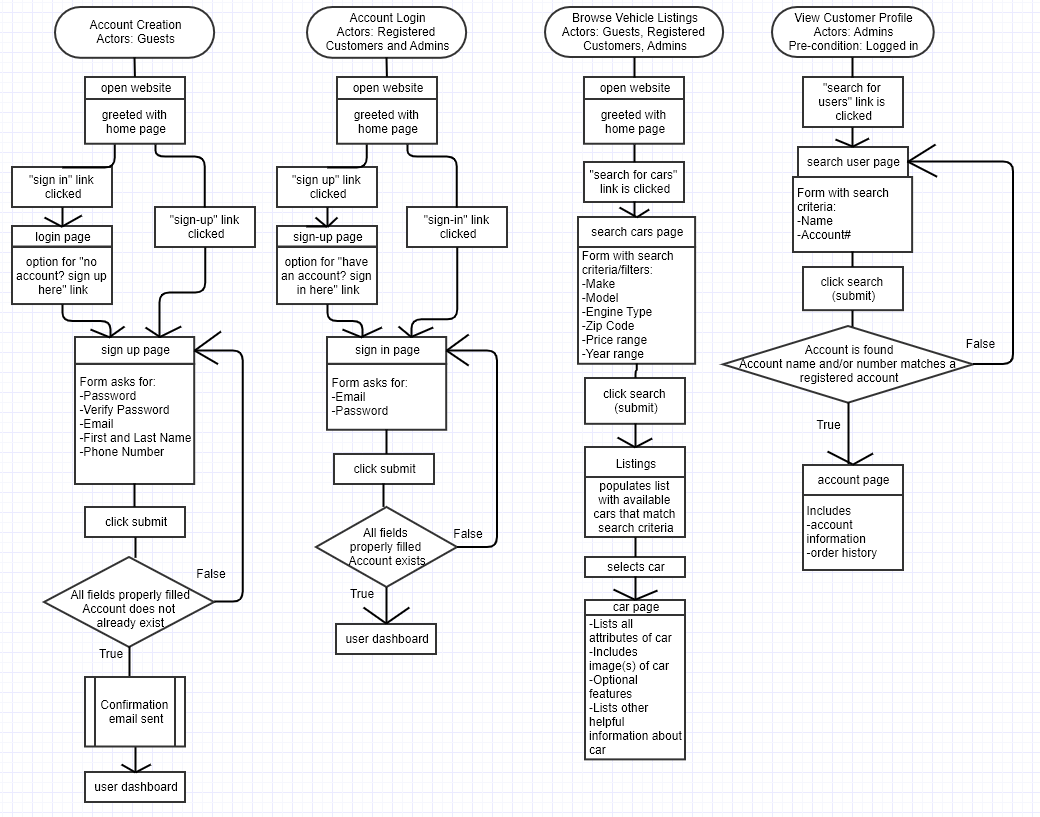 Account Creation
Actors: Guests
open website
greeted with
home page
"sign in" link
clicked
login page
option for "no
account? sign up
here" link
"sign-up" link
clicked
sign up page
Form asks for:
-Password
-Verify Password
-Email
-First and Last Name
-Phone Number
click submit
False
All fields properly filled
Account does not
already exist
True
Confirmation
email sent
user dashboard
Account Login
Actors: Registered
Customers and Admins
open website
greeted with
home page
"sign up" link
clicked
sign-up page
option for "have
an account? sign
in here" link
"sign-in" link
clicked
sign in page
Form asks for:
-Email
-Password
click submit
False
All fields
properly filled
Account exists
True
user dashboard
Browse Vehicle Listings
Actors: Guests, Registered
Customers, Admins
open website
greeted with
home page
"search for cars"
link is clicked
search cars page
Form with search
criteria/filters:
-Make
-Model
-Engine Type
-Zip Code
-Price range
-Year range
click search
(submit)
Listings
populates list
with available
cars that match
search criteria
selects car
car page
-Lists all
attributes of car
-Includes
image(s) of car
-Optional
features
-Lists other
helpful
information about
car
View Customer Profile
Actors: Admins
Pre-condition: Logged in
"search for
users" link is
clicked
search user page
Form with search
criteria:
-Name
-Account#
click search
(submit)
False
Account is found
Account name and/or number matches a
registered account
True
account page
Includes
-account
information
-order history